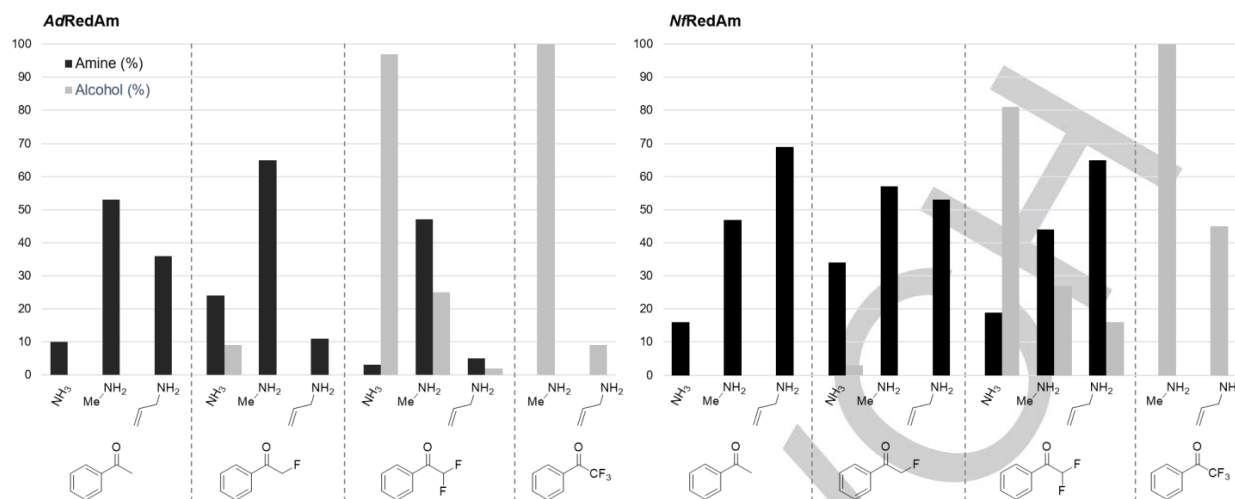 AdRedAm
100
90
80
70
60
50
40
30
20
10
0
Amine (%)
Alcohol (%)
NH3
Me NH2
NH2
NH3
Me NH2
NH2
NH3
Me NH2
NH2
Me NH2
NH2
O
O
F
O
F
F
O
CF3
NfRedAm
100
90
80
70
60
50
40
30
20
10
0
NH3
Me NH2
NH2
NH3
Me NH2
NH2
NH3
Me NH2
NH2
Me NH2
NH
O
O
F
O
F
F
O
CF3